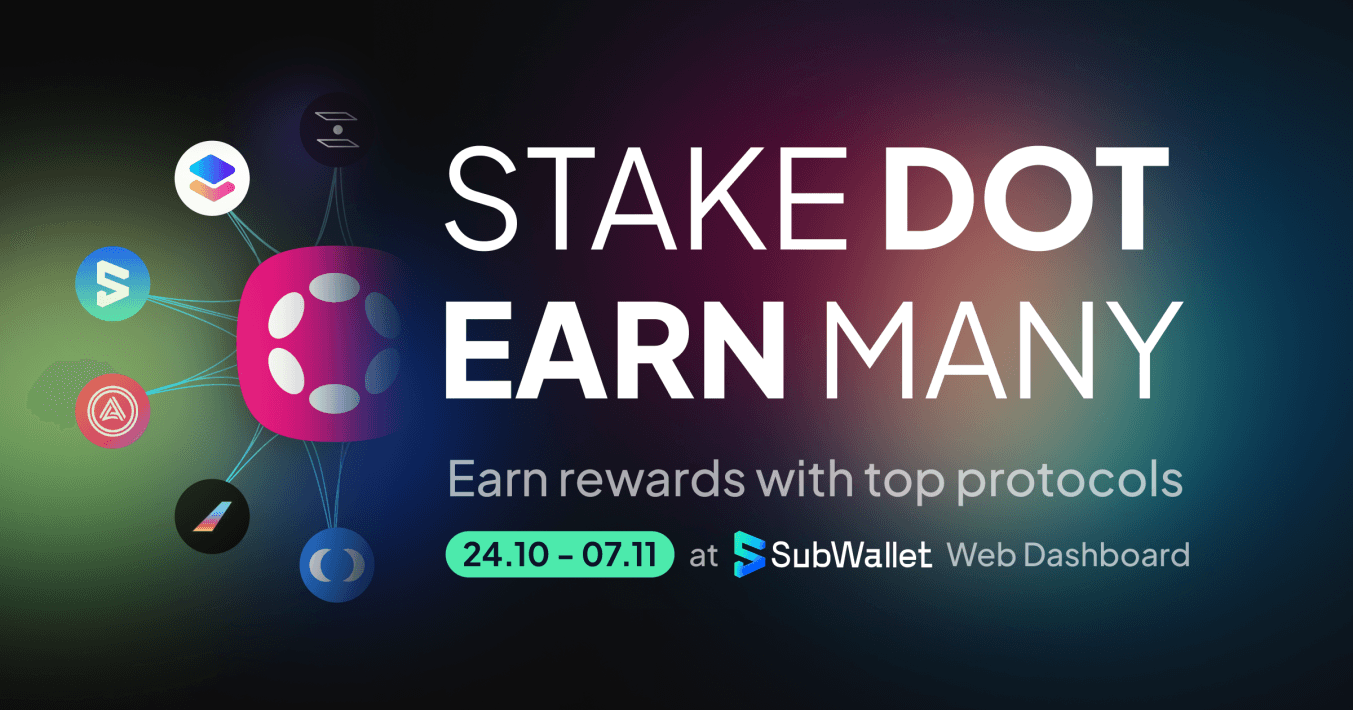 STAKE DOT
EARN MANY
Earn rewards with top protocols
24.10 – 07.11 at SubWallet Web Dashboard